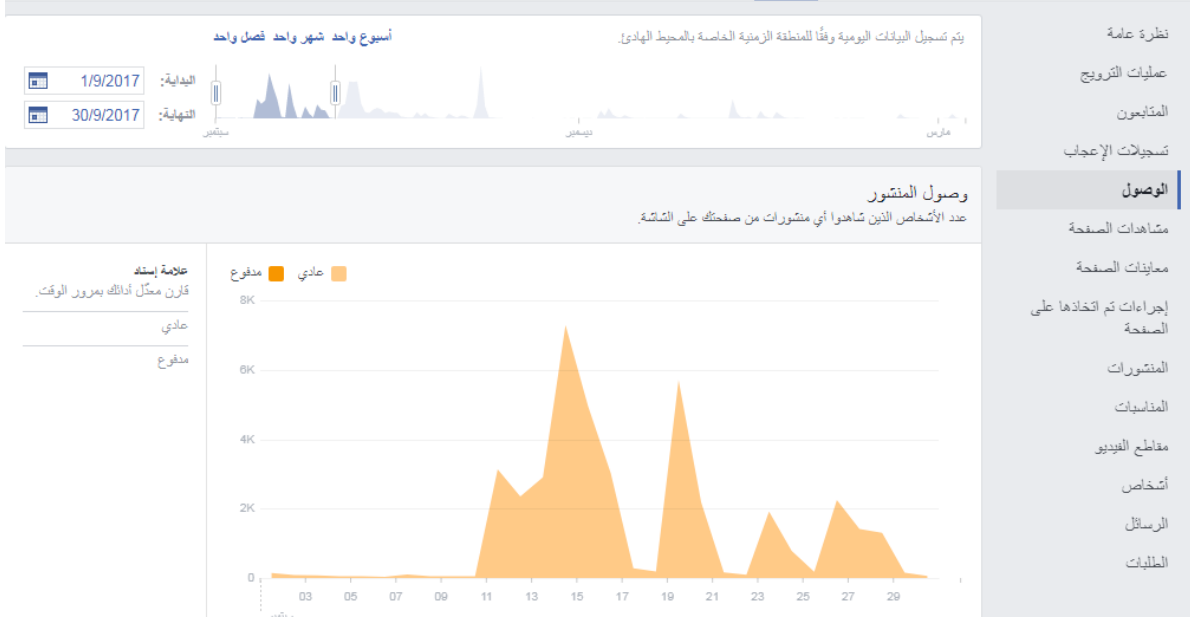 نظرة عامة
عمليات الترويج
المتابعون
تسجيلات الإعجاب
الوصول
مشاهدات الصفحة
معاينات الصفحة
إجراءات تم اتخاذها على
الصفحة
المنشورات
المناسبات
مقاطع الفيديو
أشخاص
الرسائل
الطلبات
يتم تسجيل البيانات اليومية وفقًا للمنطقة الزمنية الخاصة بالمحيط الهادئ.
أسبوع واحد شهر واحد فصل واحد
البداية: 1/9/2017
النهاية: 30/9/2017
سبتمبر
ديسمبر
مارس
وصول المنشور
عدد الأشخاص الذين شاهدوا أي منشورات من صفحتك على الشاشة.
عادي مدفوع
8K
6K
4K
2K
0
03 05 07 09 11 13 15 17 19 21 23 25 27 29
علامة إسناد
قارن معدّل أدائك بمرور الوقت.
عادي
مدفوع